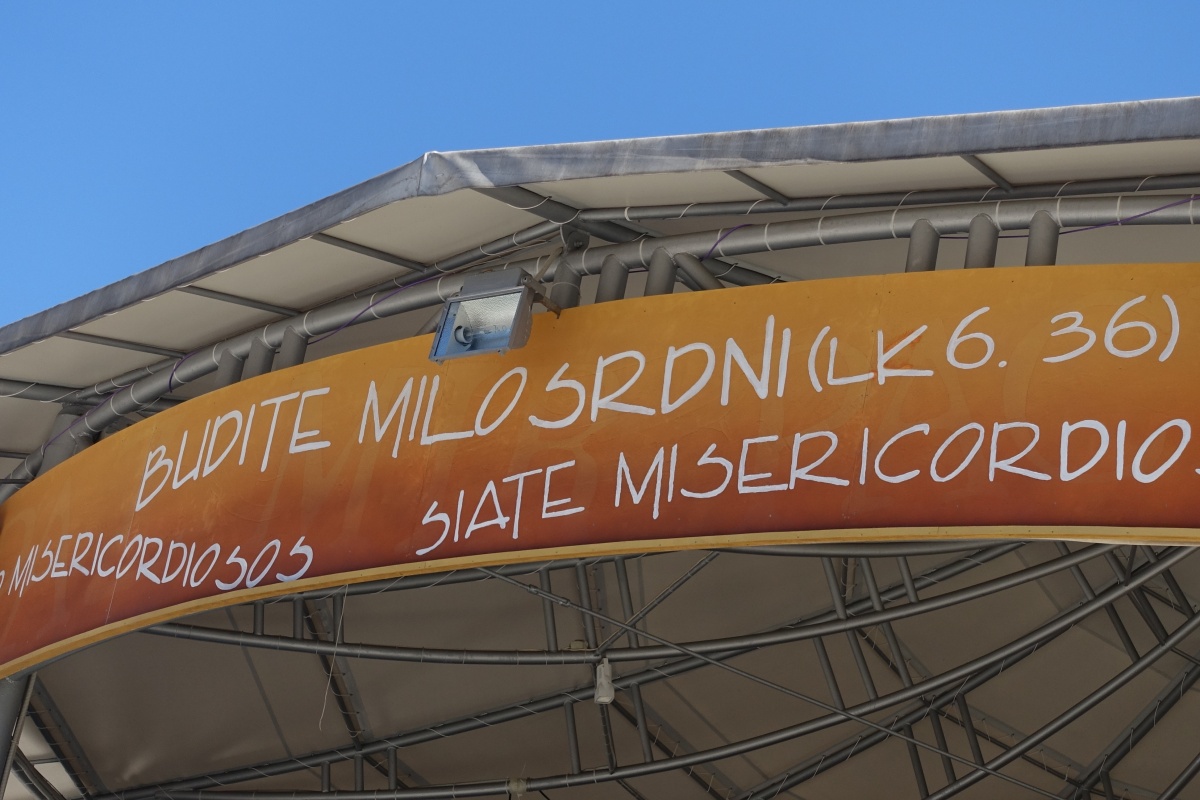 BUDITE MILOSRDNI (LK 6. 36)
MISERICORDIOSOS SIATE MISERICORDIOS